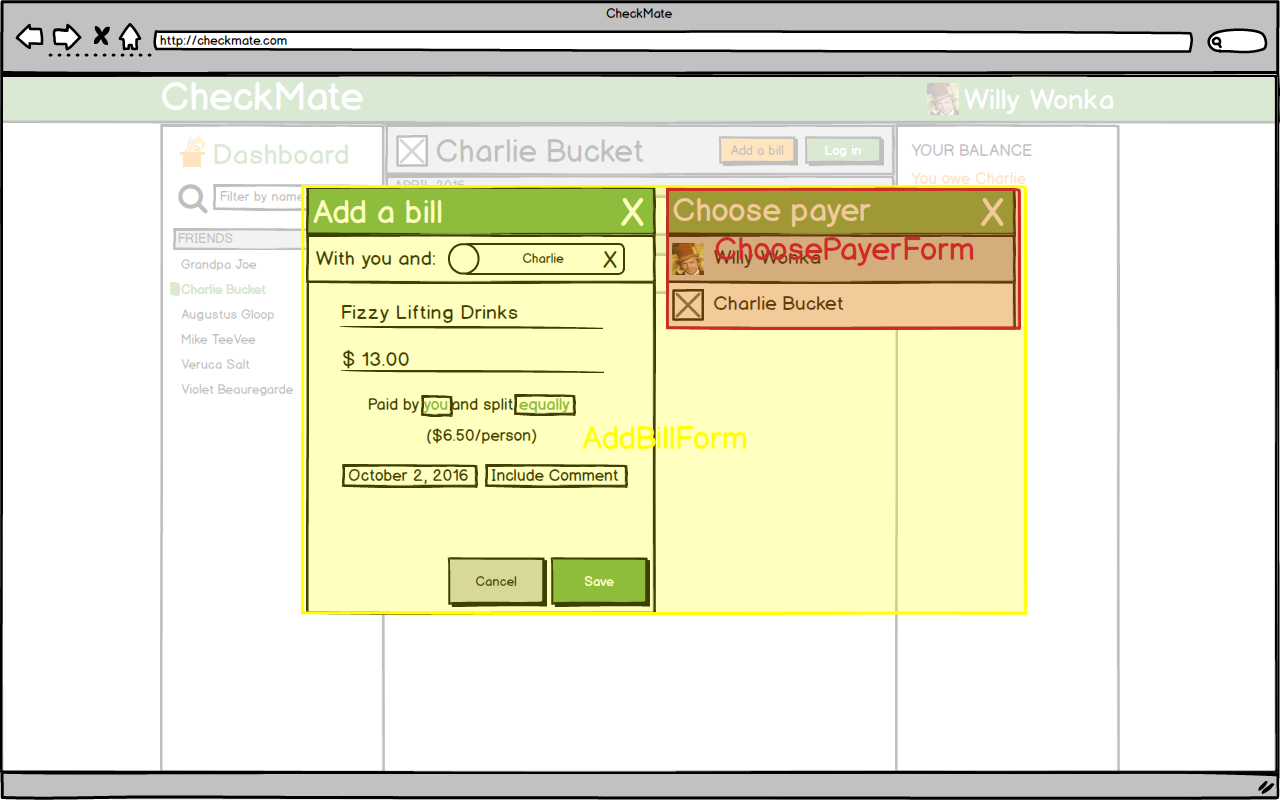 CheckMate
http://checkmate.com
CheckMate
Willy Wonka
Dashboard
Filter by name
FRIENDS
Grandpa Joe
Charlie Bucket
Augustus Gloop
Mike TeeVee
Veruca Salt
Violet Beauregarde
Charlie Bucket
Add a bill
Log in
APRIL 2016
YOUR BALANCE
You owe Charlie
Add a bill X
With you and: Charlie X
Fizzy Lifting Drinks
$ 13.00
Paid by you and split equally
($6.50/person)
October 2, 2016 Include Comment
Cancel Save
Choose payer X
ChoosePayerForm
Willy Wonka
Charlie Bucket
AddBillForm